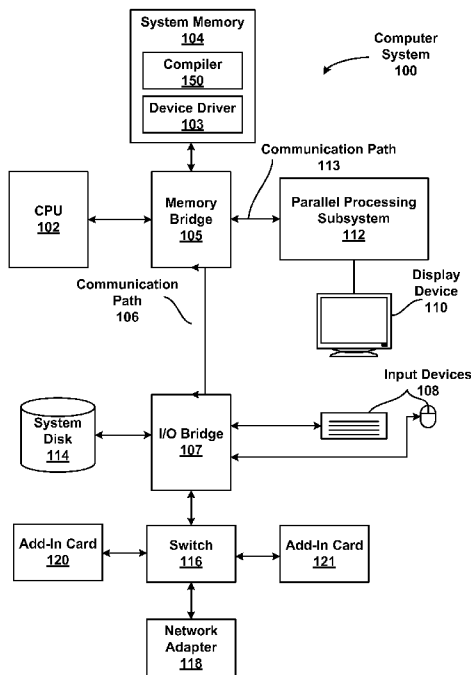 System Memory
104
Compiler
150
Device Driver
103
Computer
System
100
Communication Path
113
CPU
102
Memory
Bridge
105
Parallel Processing
Subsystem
112
Communication
Path
106
Display
Device
110
Input Devices
108
System
Disk
114
I/O Bridge
107
Add-In Card
120
Switch
116
Add-In Card
121
Network
Adapter
118